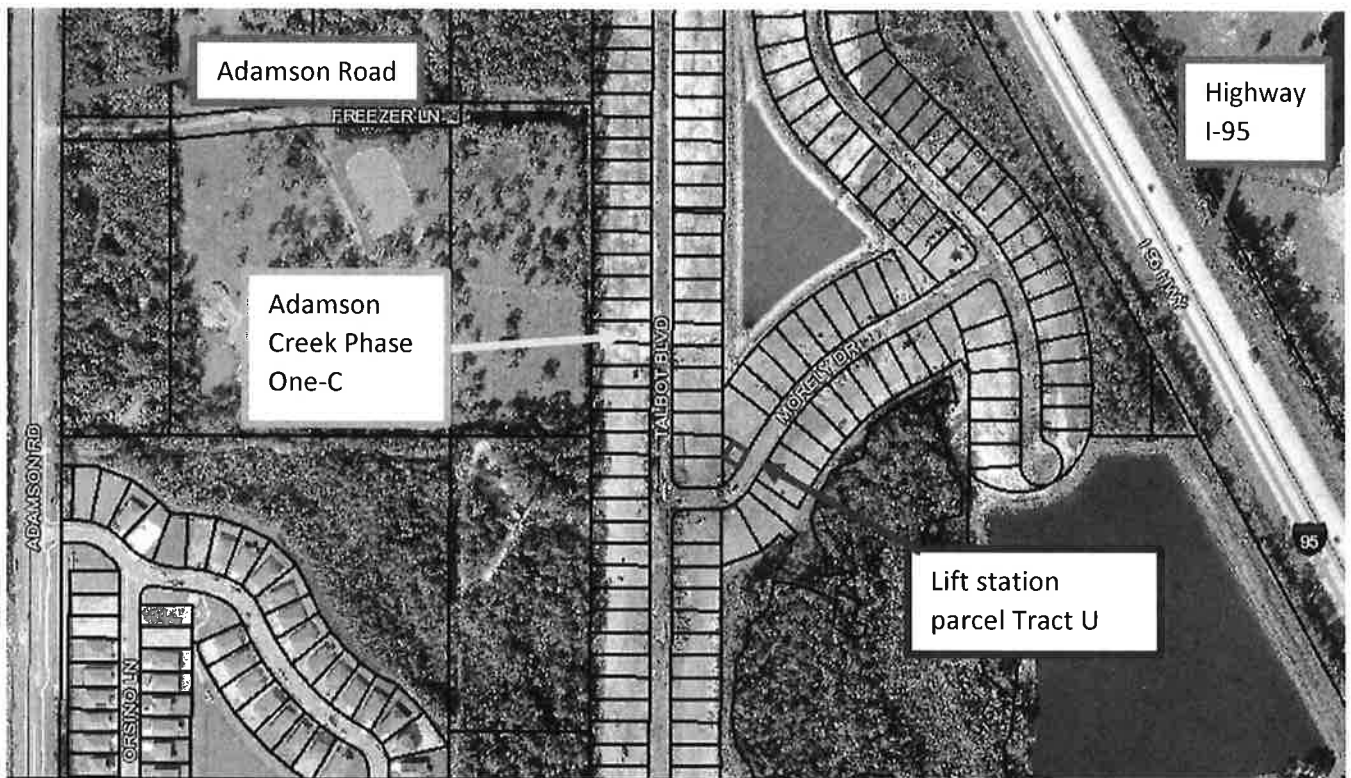 Adamson Road
FREEZER LN
Highway
I-95
Adamson
Creek Phase
One-C
TALBOT BLVD
MORELY DR
I 95 HWY
ADAMSON RD
95
Lift station
parcel Tract U
ORSINO LN